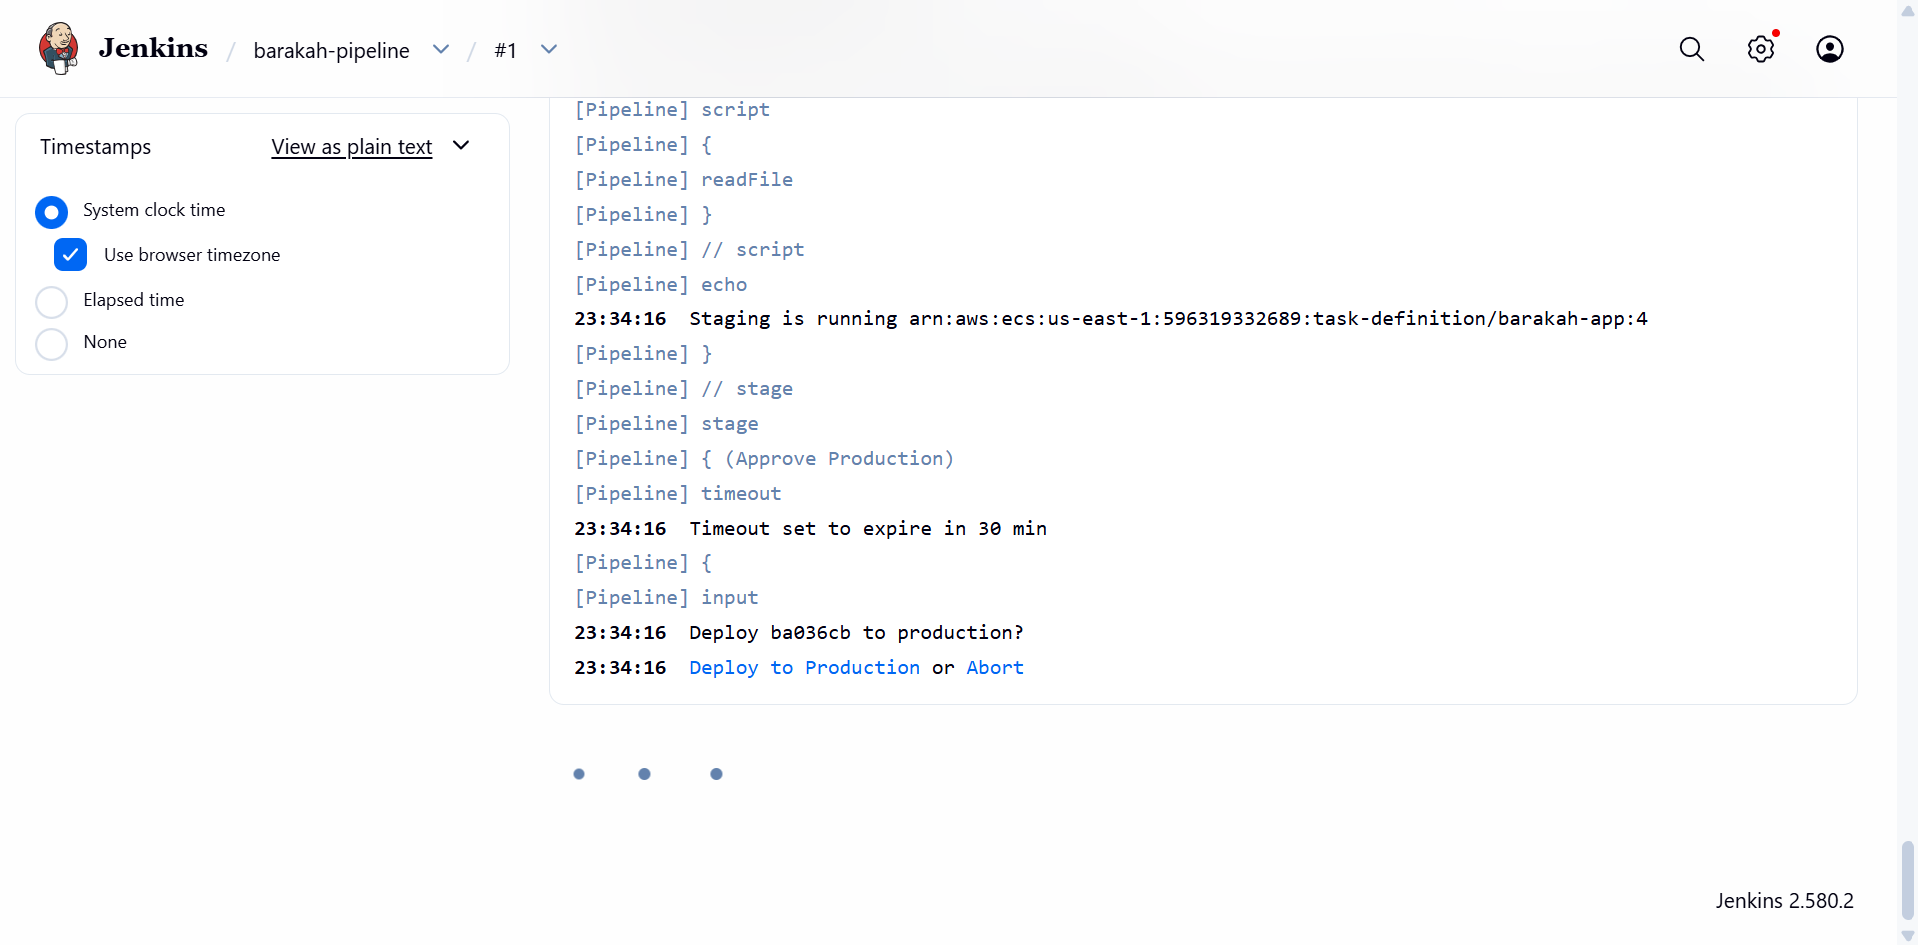 Jenkins / barakah-pipeline / #1
Timestamps View as plain text
System clock time
Use browser timezone
Elapsed time
None
[Pipeline] script
[Pipeline] {
[Pipeline] readFile
[Pipeline] }
[Pipeline] // script
[Pipeline] echo
23:34:16 Staging is running arn:aws:ecs:us-east-1:596319332689:task-definition/barakah-app:4
[Pipeline] }
[Pipeline] // stage
[Pipeline] stage
[Pipeline] { (Approve Production)
[Pipeline] timeout
23:34:16 Timeout set to expire in 30 min
[Pipeline] {
[Pipeline] input
23:34:16 Deploy ba036cb to production?
23:34:16 Deploy to Production or Abort
Jenkins 2.580.2